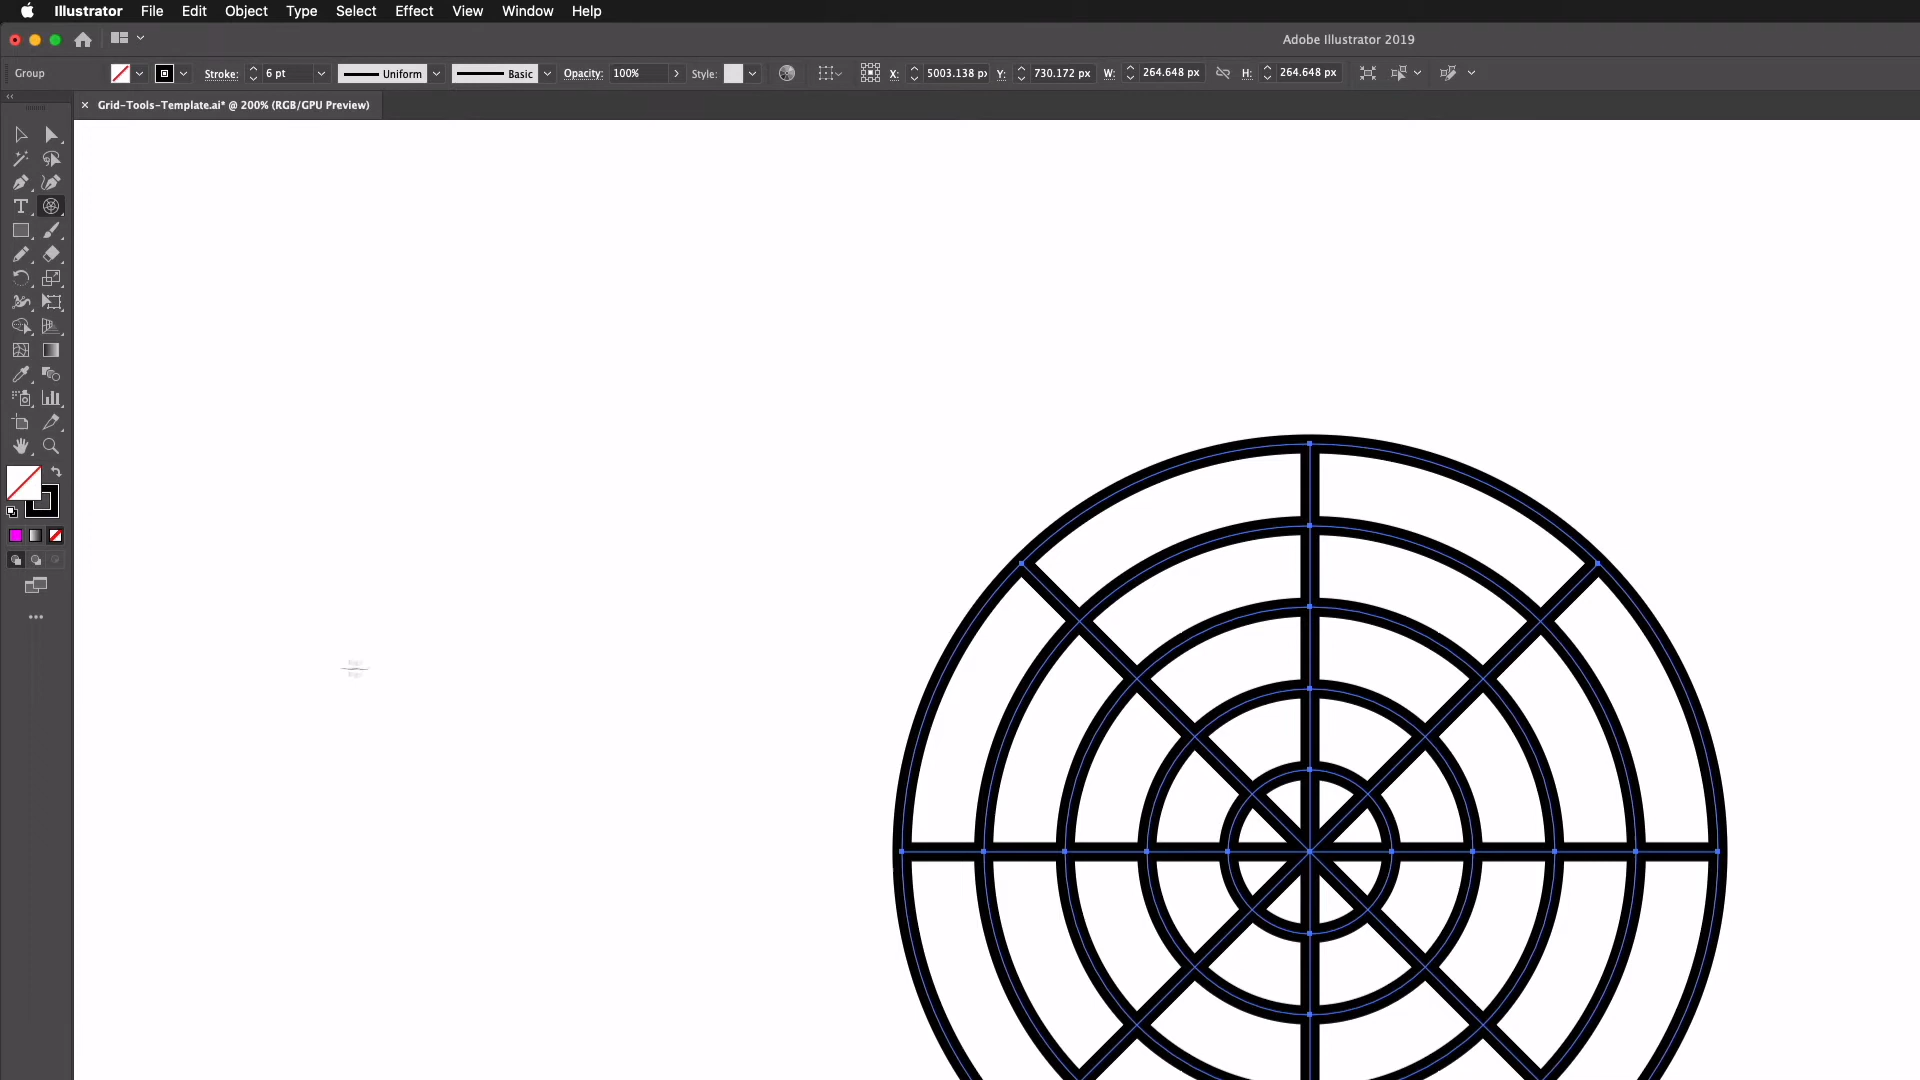 Illustrator File Edit Object Type Select Effect View Window Help
Adobe Illustrator 2019
Group Stroke: 6 pt Uniform Basic Opacity: 100% Style: X: 5003.138 px Y: 730.172 px W: 264.648 px H: 264.648 px
Grid-Tools-Template.ai* @ 200% (RGB/GPU Preview)
T